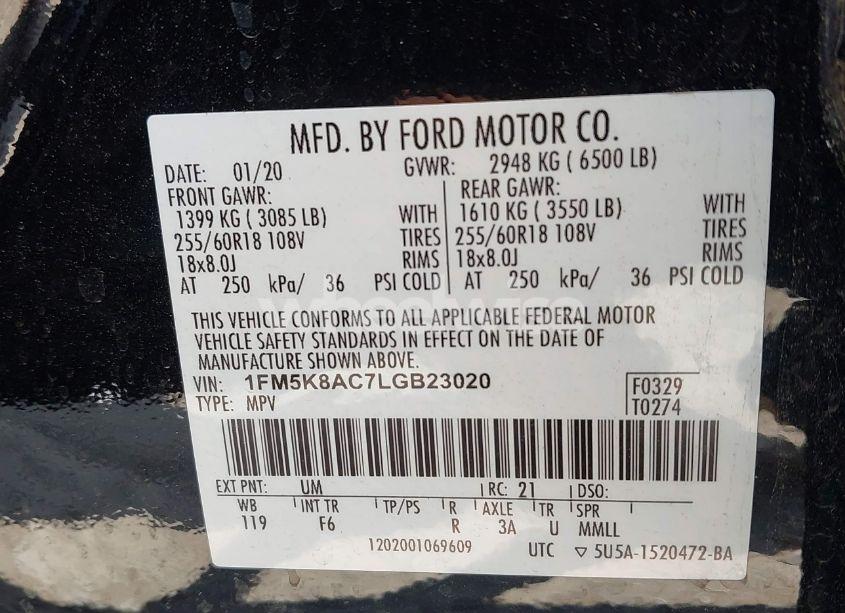 MFD. BY FORD MOTOR CO.
DATE: 01/20 GVWR: 2948 KG ( 6500 LB)
FRONT GAWR: REAR GAWR:
1399 KG ( 3085 LB) WITH 1610 KG ( 3550 LB) WITH
255/60R18 108V TIRES 255/60R18 108V TIRES
18x8.0J RIMS 18x8.0J RIMS
AT 250 kPa/ 36 PSI COLD AT 250 kPa/ 36 PSI COLD
THIS VEHICLE CONFORMS TO ALL APPLICABLE FEDERAL MOTOR
VEHICLE SAFETY STANDARDS IN EFFECT ON THE DATE OF
MANUFACTURE SHOWN ABOVE.
VIN: 1FM5K8AC7LGB23020 F0329
TYPE: MPV T0274
EXT PNT: UM RC: 21 DSO:
WB INT TR TP/PS R AXLE TR SPR
119 F6 R 3A U MMLL
1202001069609 UTC ▽ 5U5A-1520472-BA